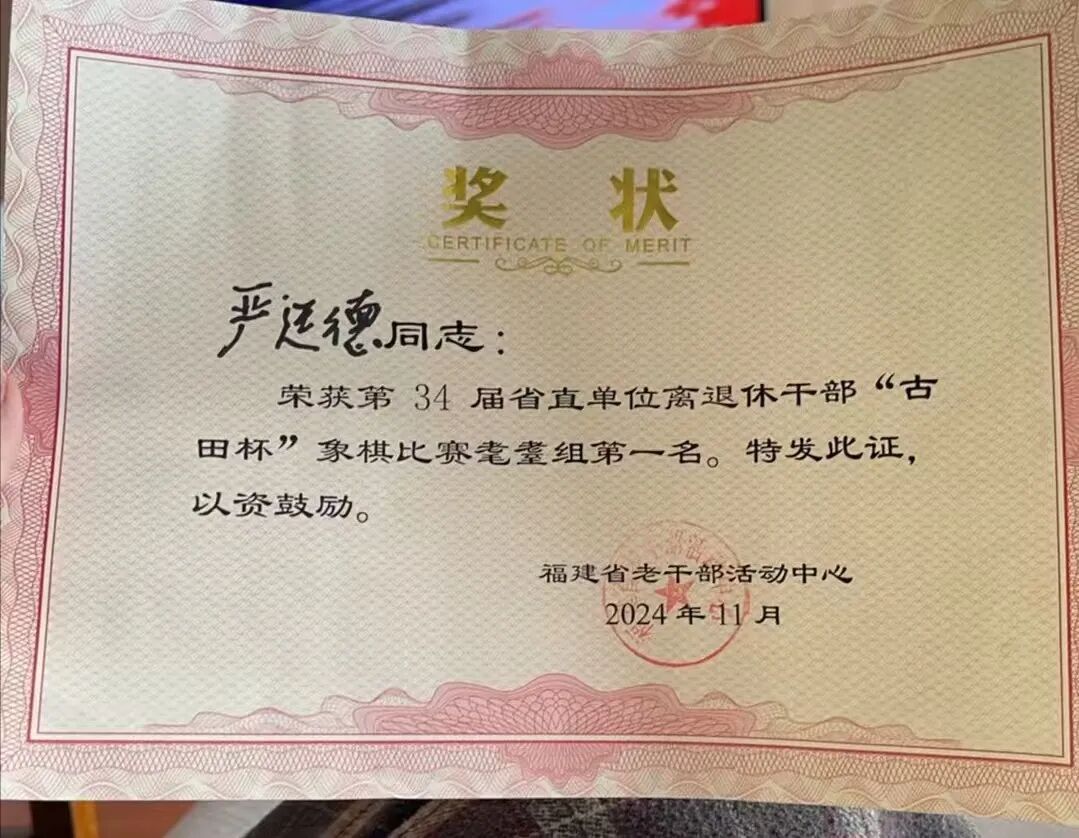 奖 状
CERTIFICATE OF MERIT
严运德同志：
荣获第 34 届省直单位离退休干部“古
田杯”象棋比赛耄耋组第一名。特发此证，
以资鼓励。
福建省老干部活动中心
2024 年 11 月